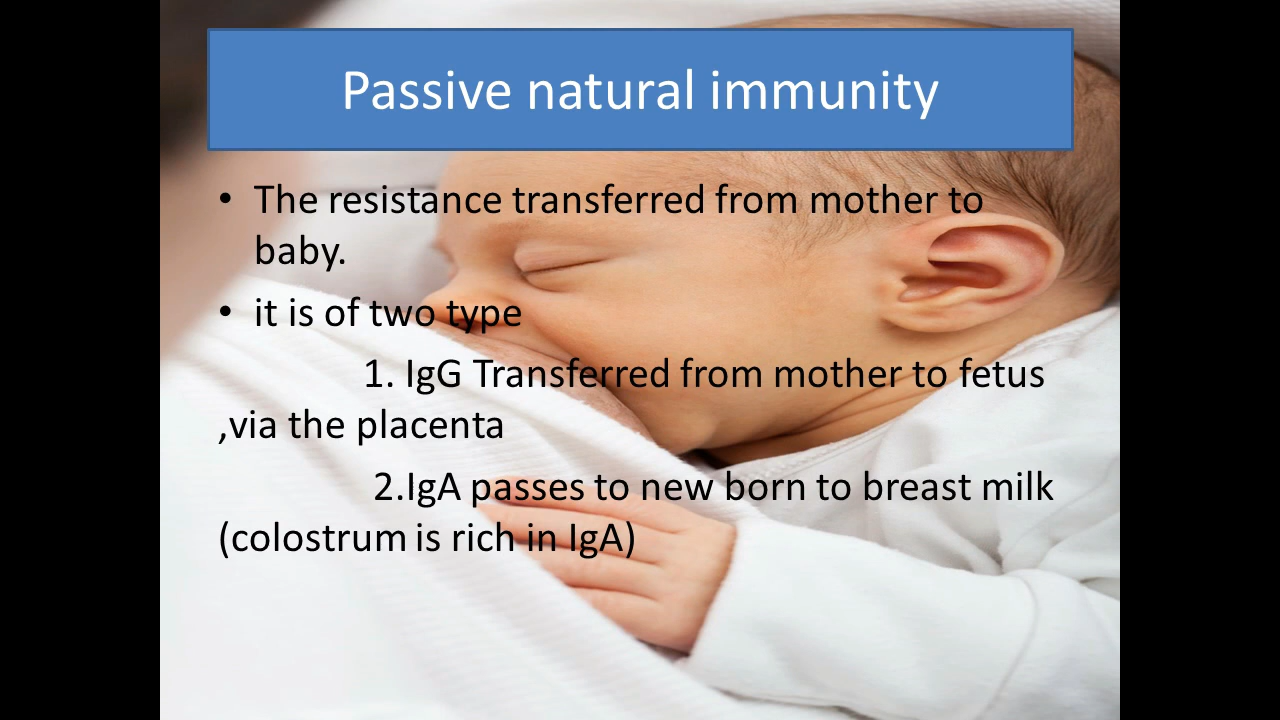 Passive natural immunity
• The resistance transferred from mother to
baby.
• it is of two type
1. IgG Transferred from mother to fetus
,via the placenta
2.IgA passes to new born to breast milk
(colostrum is rich in IgA)